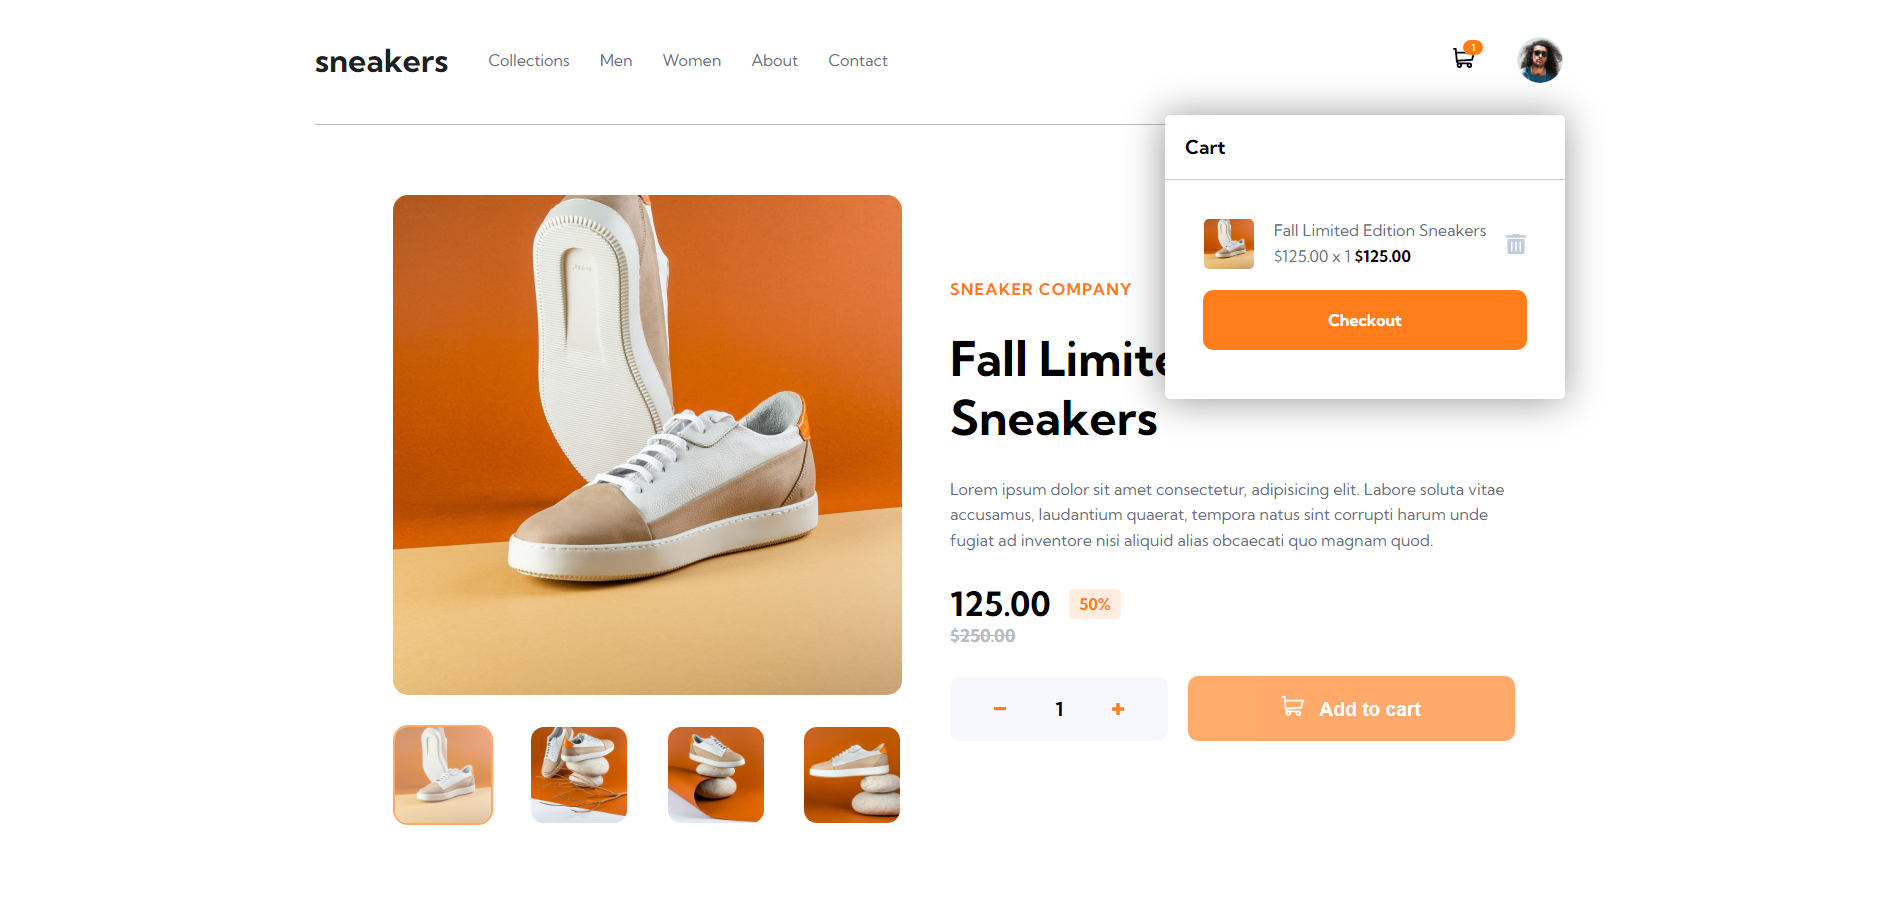 sneakers
Collections
Men
Women
About
Contact
1
Cart
Fall Limited Edition Sneakers
$125.00 x 1 $125.00
Checkout
SNEAKER COMPANY
Fall Limite
Sneakers
Lorem ipsum dolor sit amet consectetur, adipisicing elit. Labore soluta vitae
accusamus, laudantium quaerat, tempora natus sint corrupti harum unde
fugiat ad inventore nisi aliquid alias obcaecati quo magnam quod.
125.00
50%
$250.00
1
Add to cart